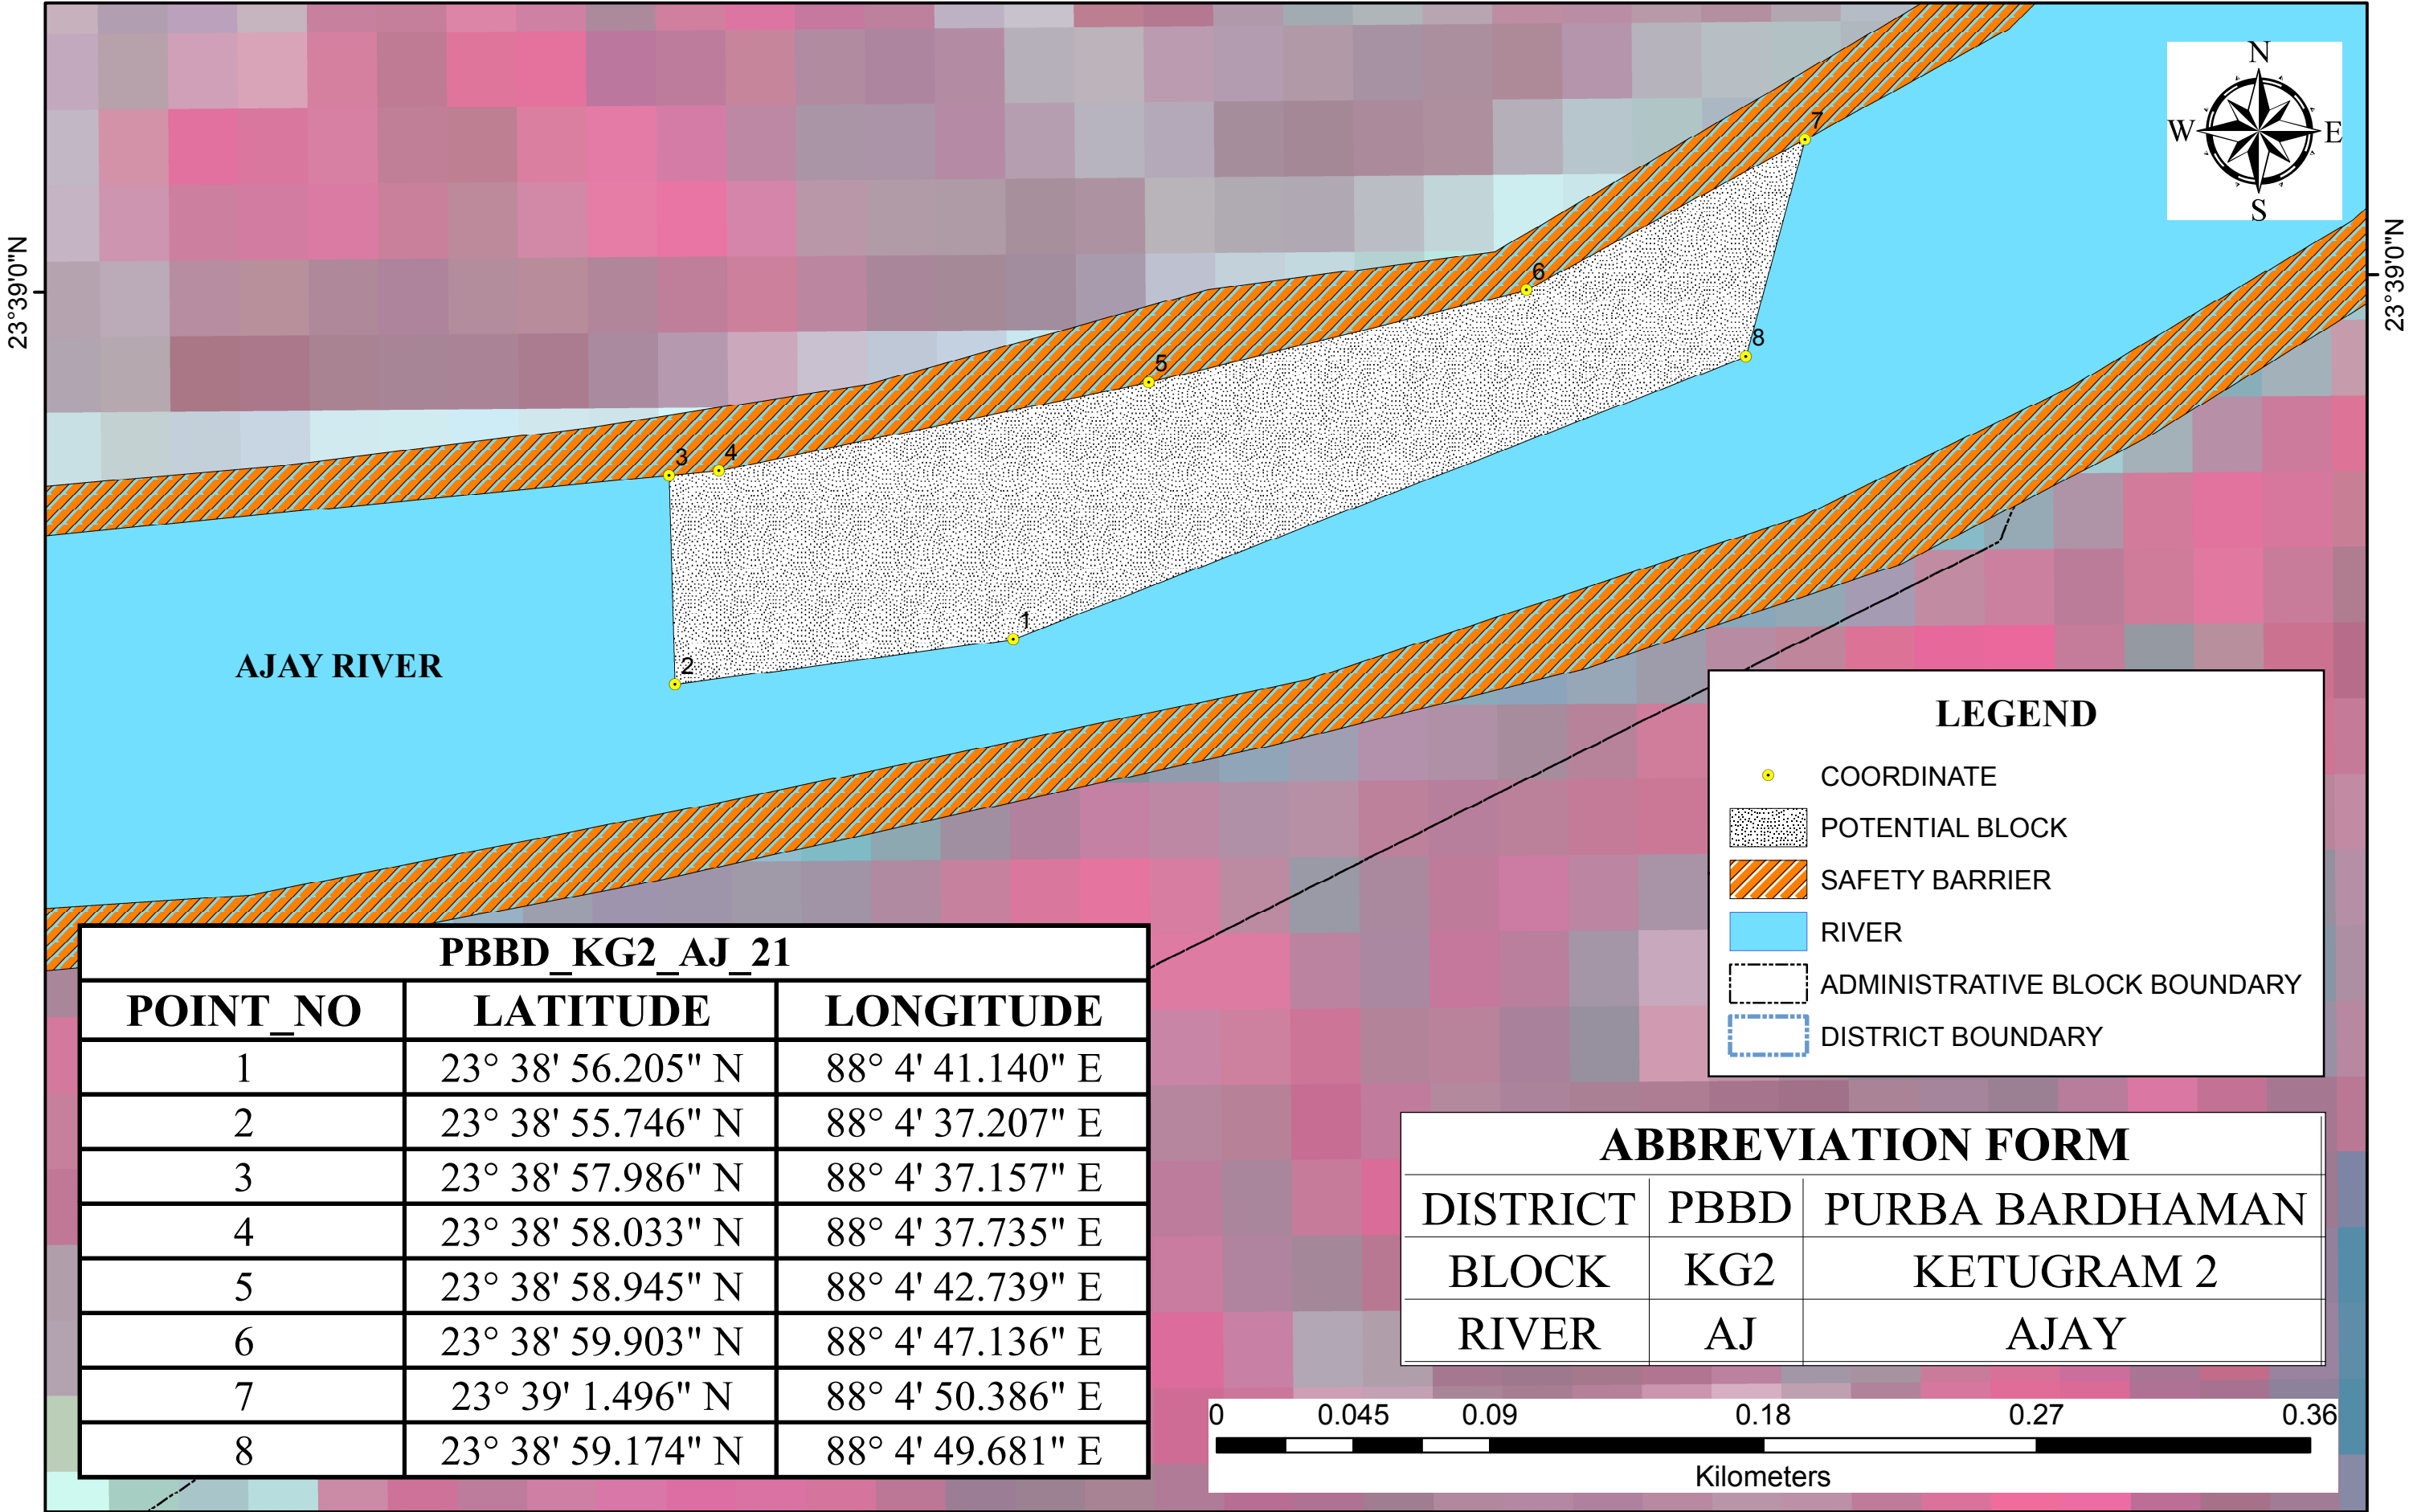 N
W E
S
23°39'0"N
23°39'0"N
7
6
8
5
3 4
1
2
AJAY RIVER
LEGEND
COORDINATE
POTENTIAL BLOCK
SAFETY BARRIER
RIVER
ADMINISTRATIVE BLOCK BOUNDARY
DISTRICT BOUNDARY
PBBD_KG2_AJ_21
POINT_NO LATITUDE LONGITUDE
1 23° 38' 56.205" N 88° 4' 41.140" E
2 23° 38' 55.746" N 88° 4' 37.207" E
3 23° 38' 57.986" N 88° 4' 37.157" E
4 23° 38' 58.033" N 88° 4' 37.735" E
5 23° 38' 58.945" N 88° 4' 42.739" E
6 23° 38' 59.903" N 88° 4' 47.136" E
7 23° 39' 1.496" N 88° 4' 50.386" E
8 23° 38' 59.174" N 88° 4' 49.681" E
ABBREVIATION FORM
DISTRICT PBBD PURBA BARDHAMAN
BLOCK KG2 KETUGRAM 2
RIVER AJ AJAY
0 0.045 0.09 0.18 0.27 0.36
Kilometers